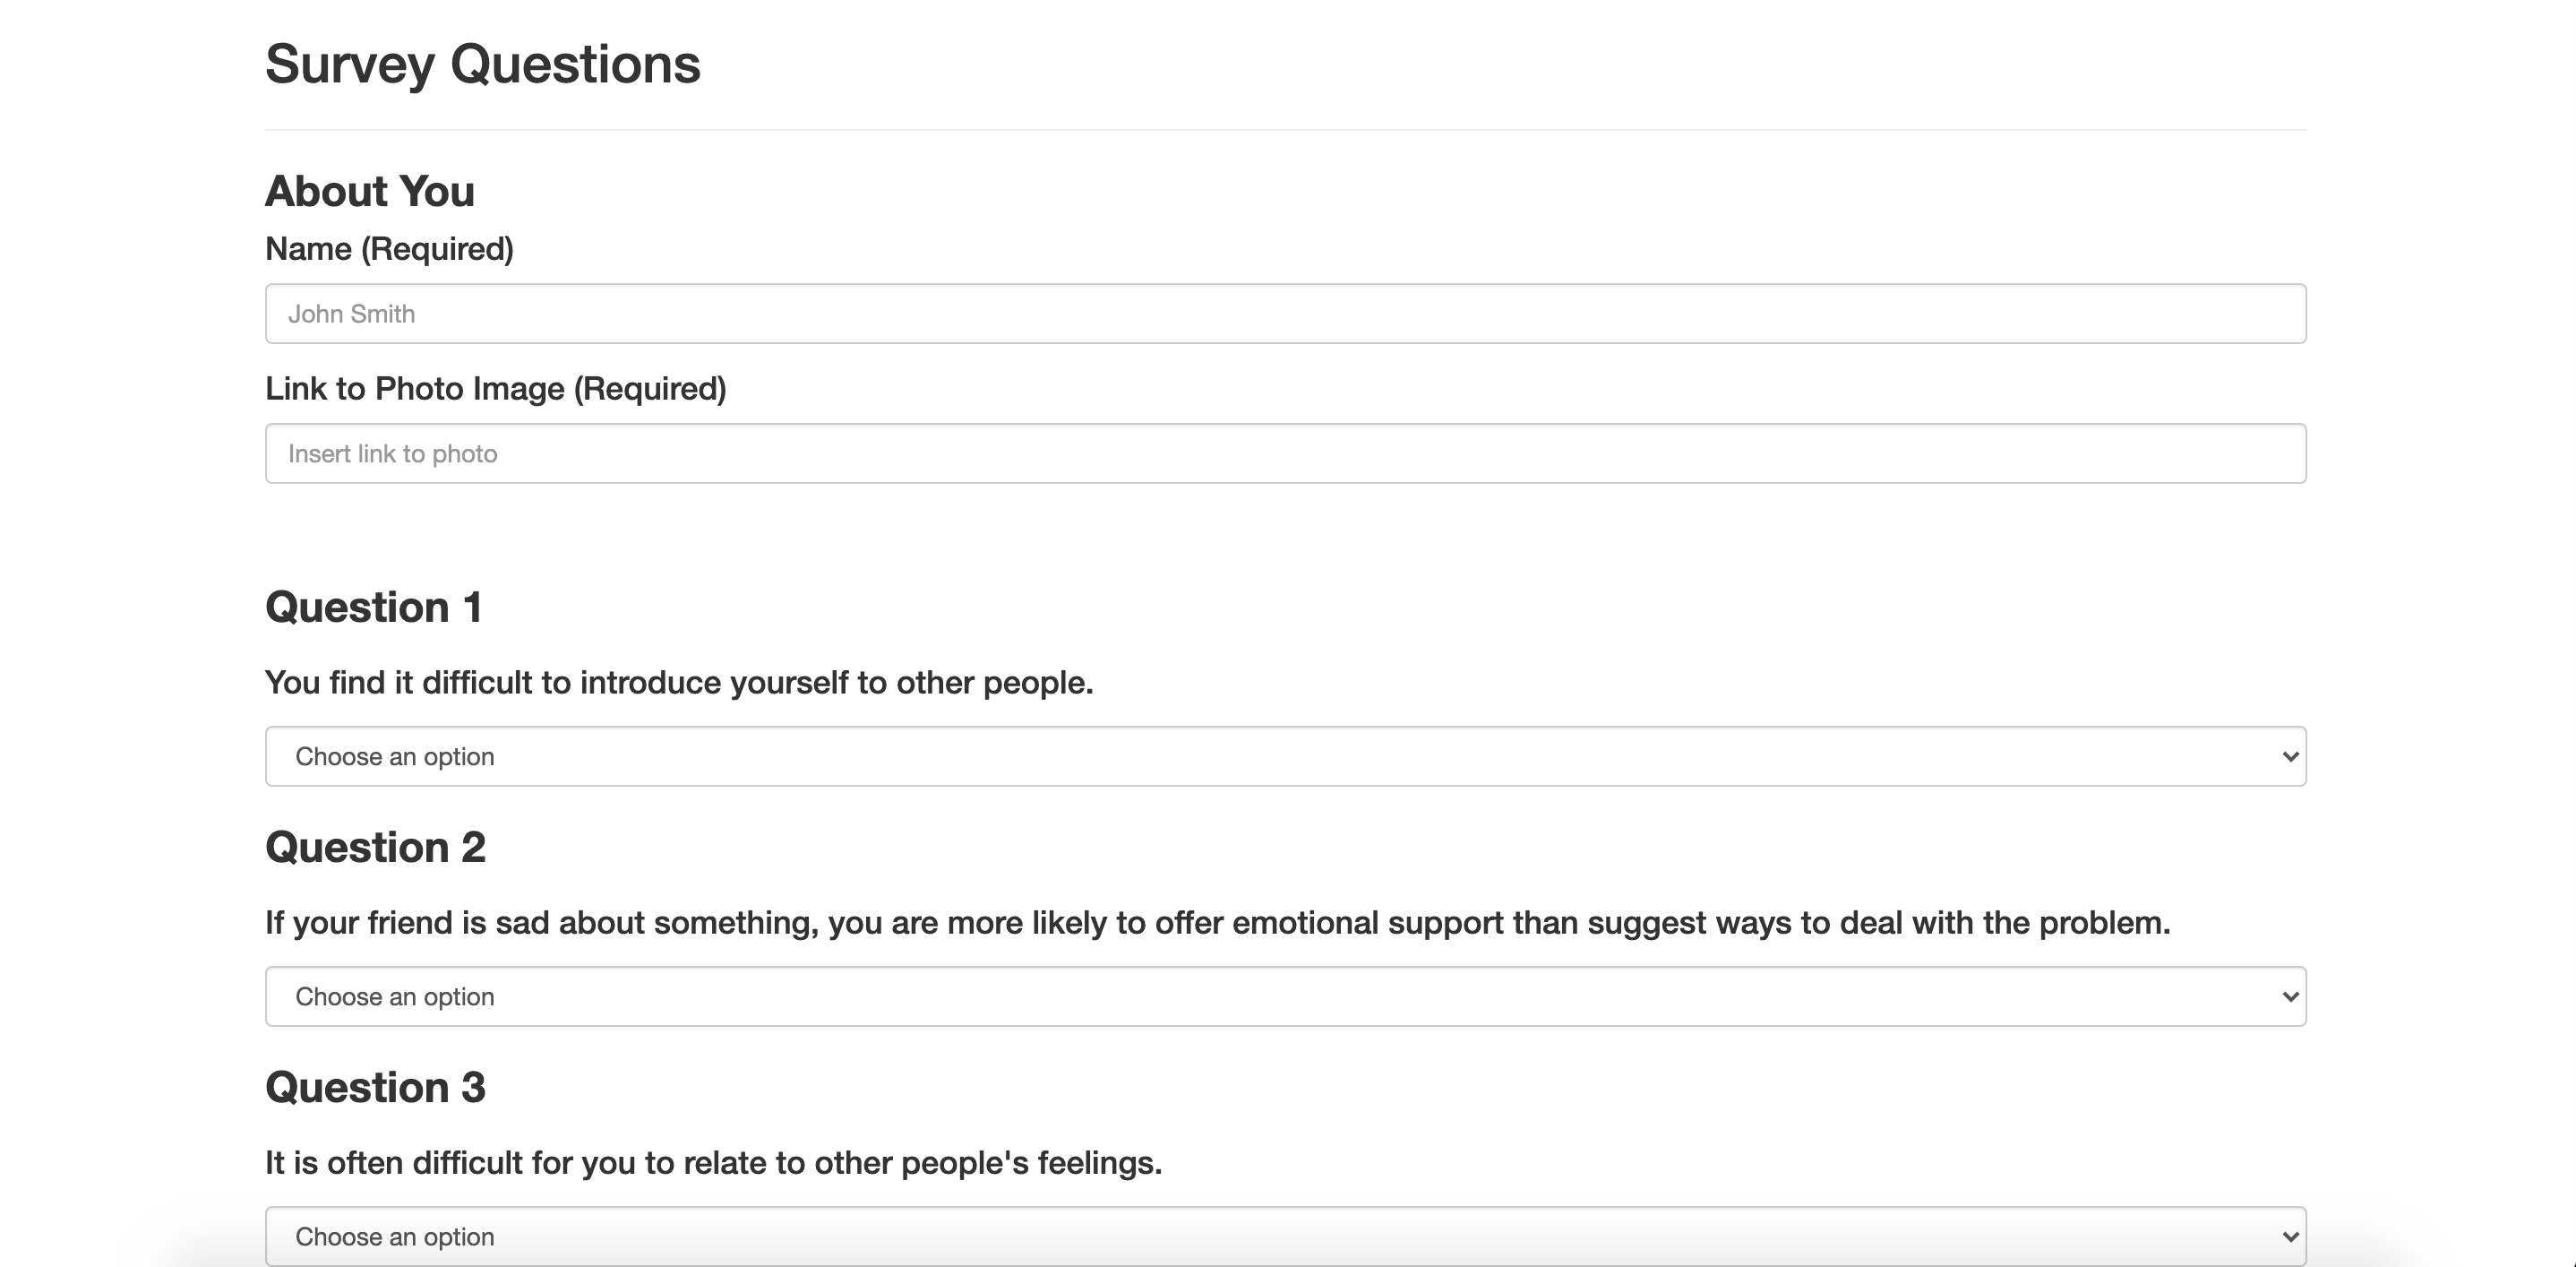 Survey Questions
About You
Name (Required)
John Smith
Link to Photo Image (Required)
Insert link to photo
Question 1
You find it difficult to introduce yourself to other people.
Choose an option
Question 2
If your friend is sad about something, you are more likely to offer emotional support than suggest ways to deal with the problem.
Choose an option
Question 3
It is often difficult for you to relate to other people's feelings.
Choose an option